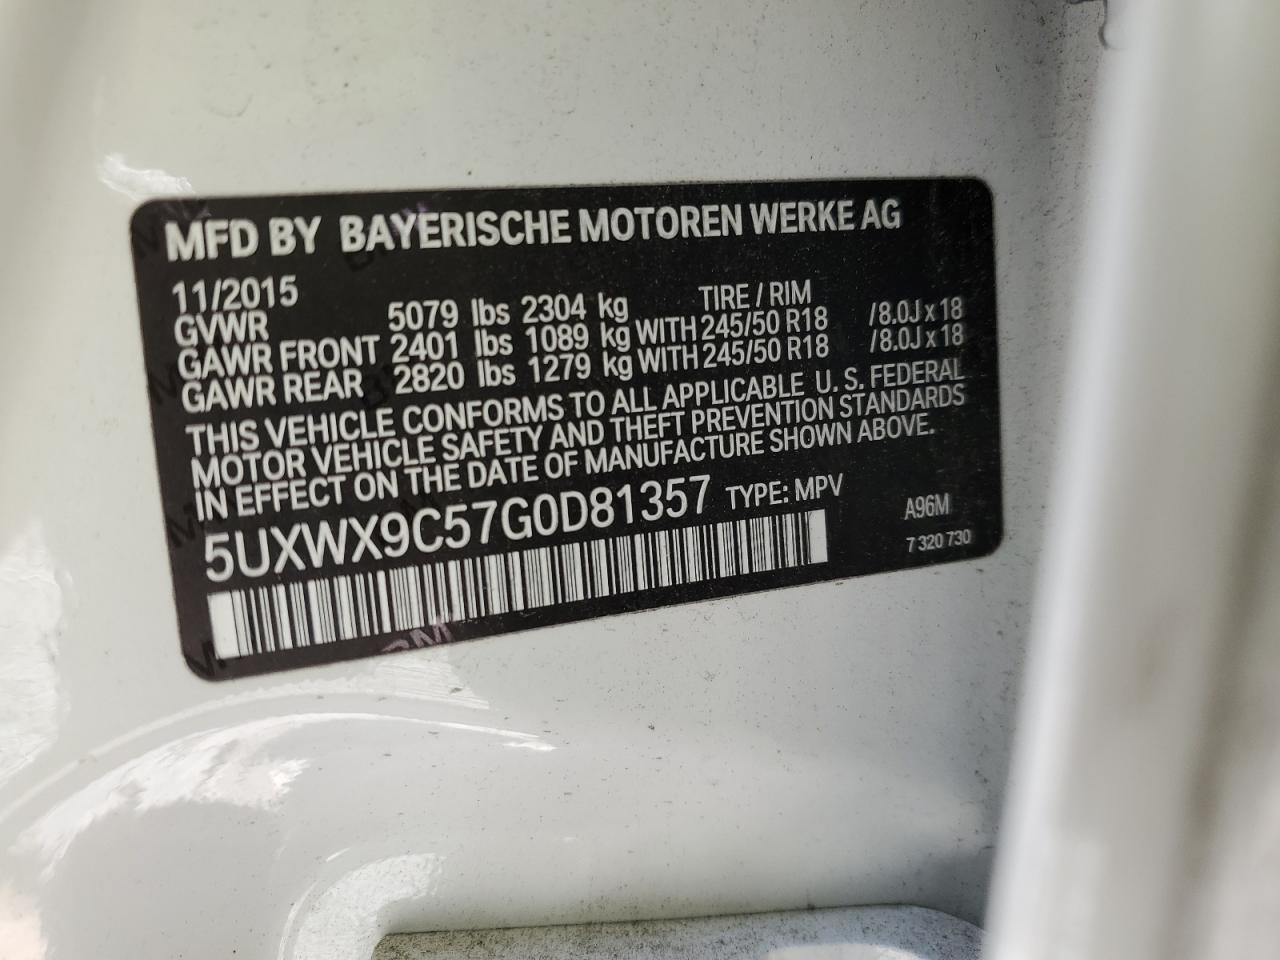 MFD BY BAYERISCHE MOTOREN WERKE AG
11/2015 TIRE / RIM
GVWR 5079 lbs 2304 kg
GAWR FRONT 2401 lbs 1089 kg WITH 245/50 R18 /8.0J x 18
GAWR REAR 2820 lbs 1279 kg WITH 245/50 R18 /8.0J x 18
THIS VEHICLE CONFORMS TO ALL APPLICABLE U. S. FEDERAL
MOTOR VEHICLE SAFETY AND THEFT PREVENTION STANDARDS
IN EFFECT ON THE DATE OF MANUFACTURE SHOWN ABOVE.
5UXWX9C57G0D81357 TYPE: MPV
A96M
7 320 730